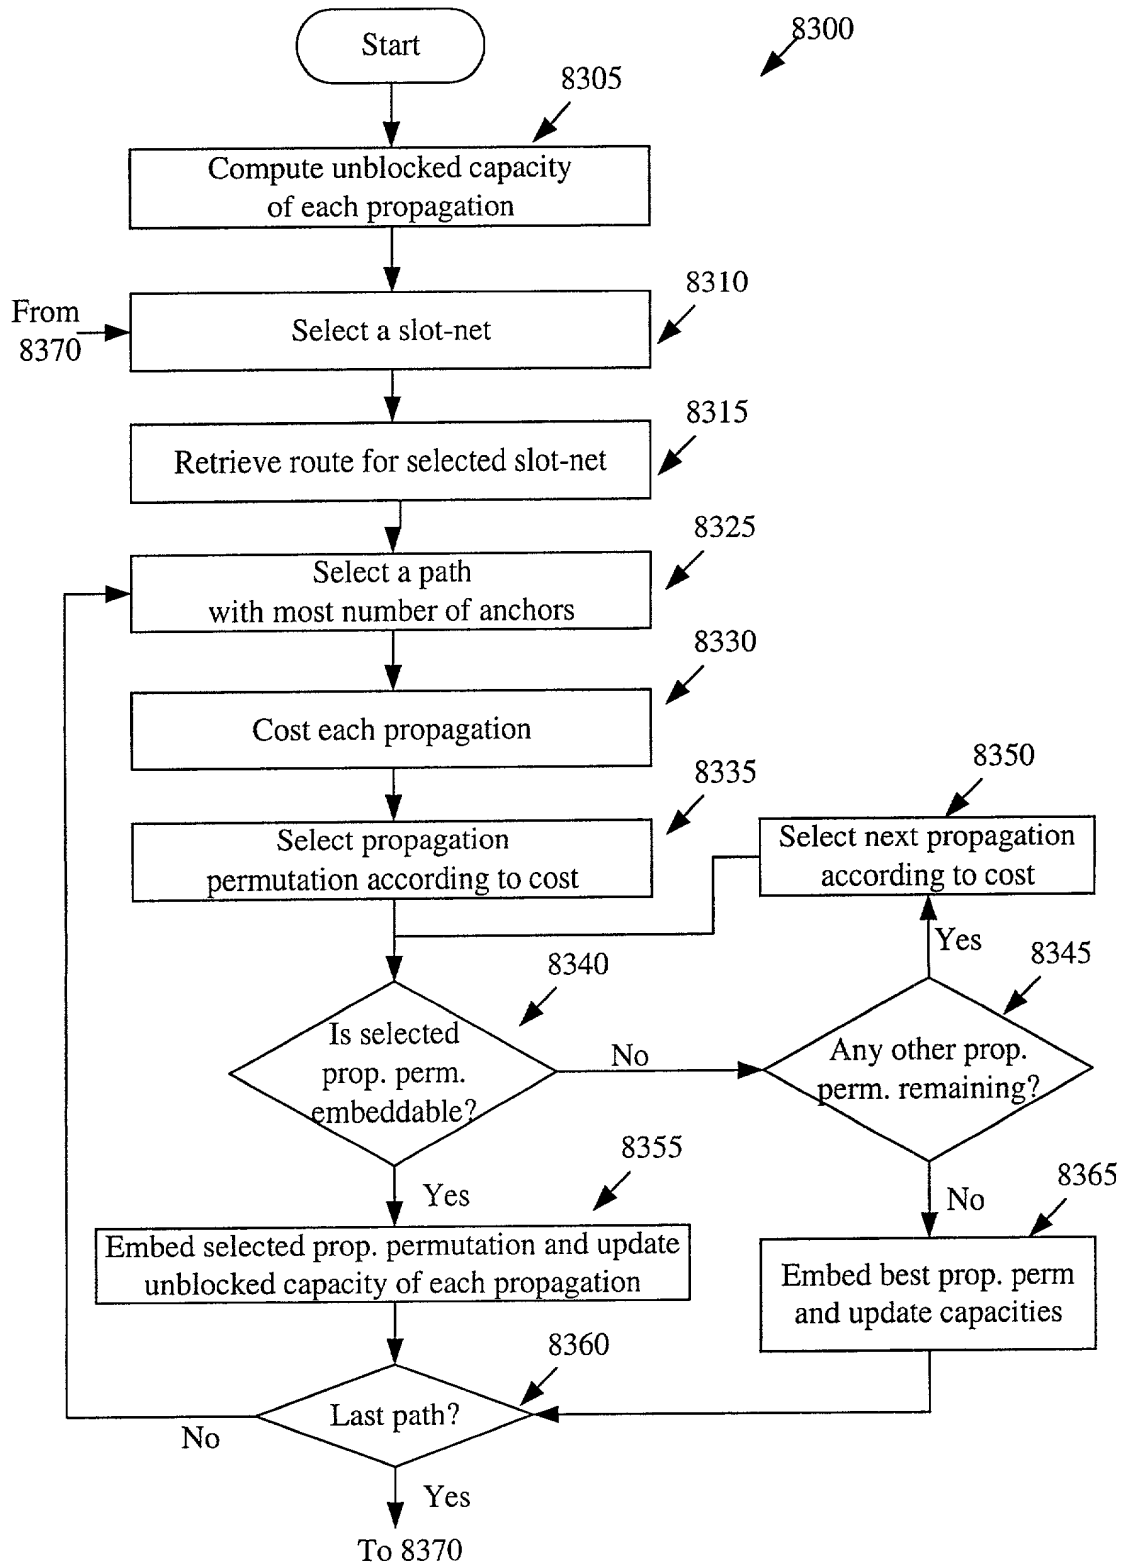 Start
8300
8305
Compute unblocked capacity
of each propagation
From
8370
8310
Select a slot-net
8315
Retrieve route for selected slot-net
8325
Select a path
with most number of anchors
8330
Cost each propagation
8335
Select propagation
permutation according to cost
8350
Select next propagation
according to cost
Yes
8340
Is selected
prop. perm.
embeddable?
No
8345
Any other prop.
perm. remaining?
Yes
8355
Embed selected prop. permutation and update
unblocked capacity of each propagation
No
8365
Embed best prop. perm
and update capacities
8360
Last path?
No
Yes
To 8370